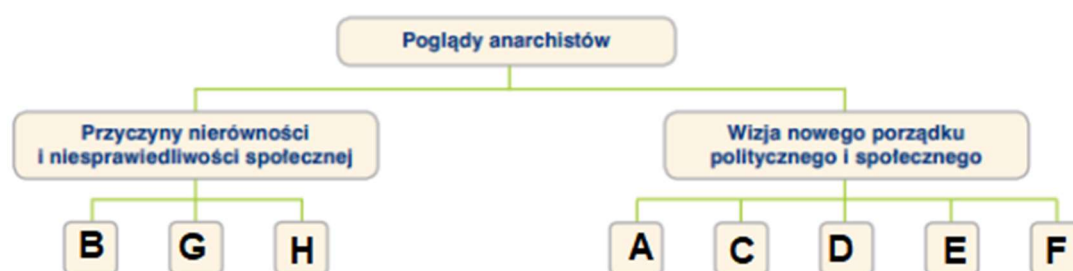 Poglądy anarchistów
Przyczyny nierówności
i niesprawiedliwości społecznej
Wizja nowego porządku
politycznego i społecznego
B G H A C D E F